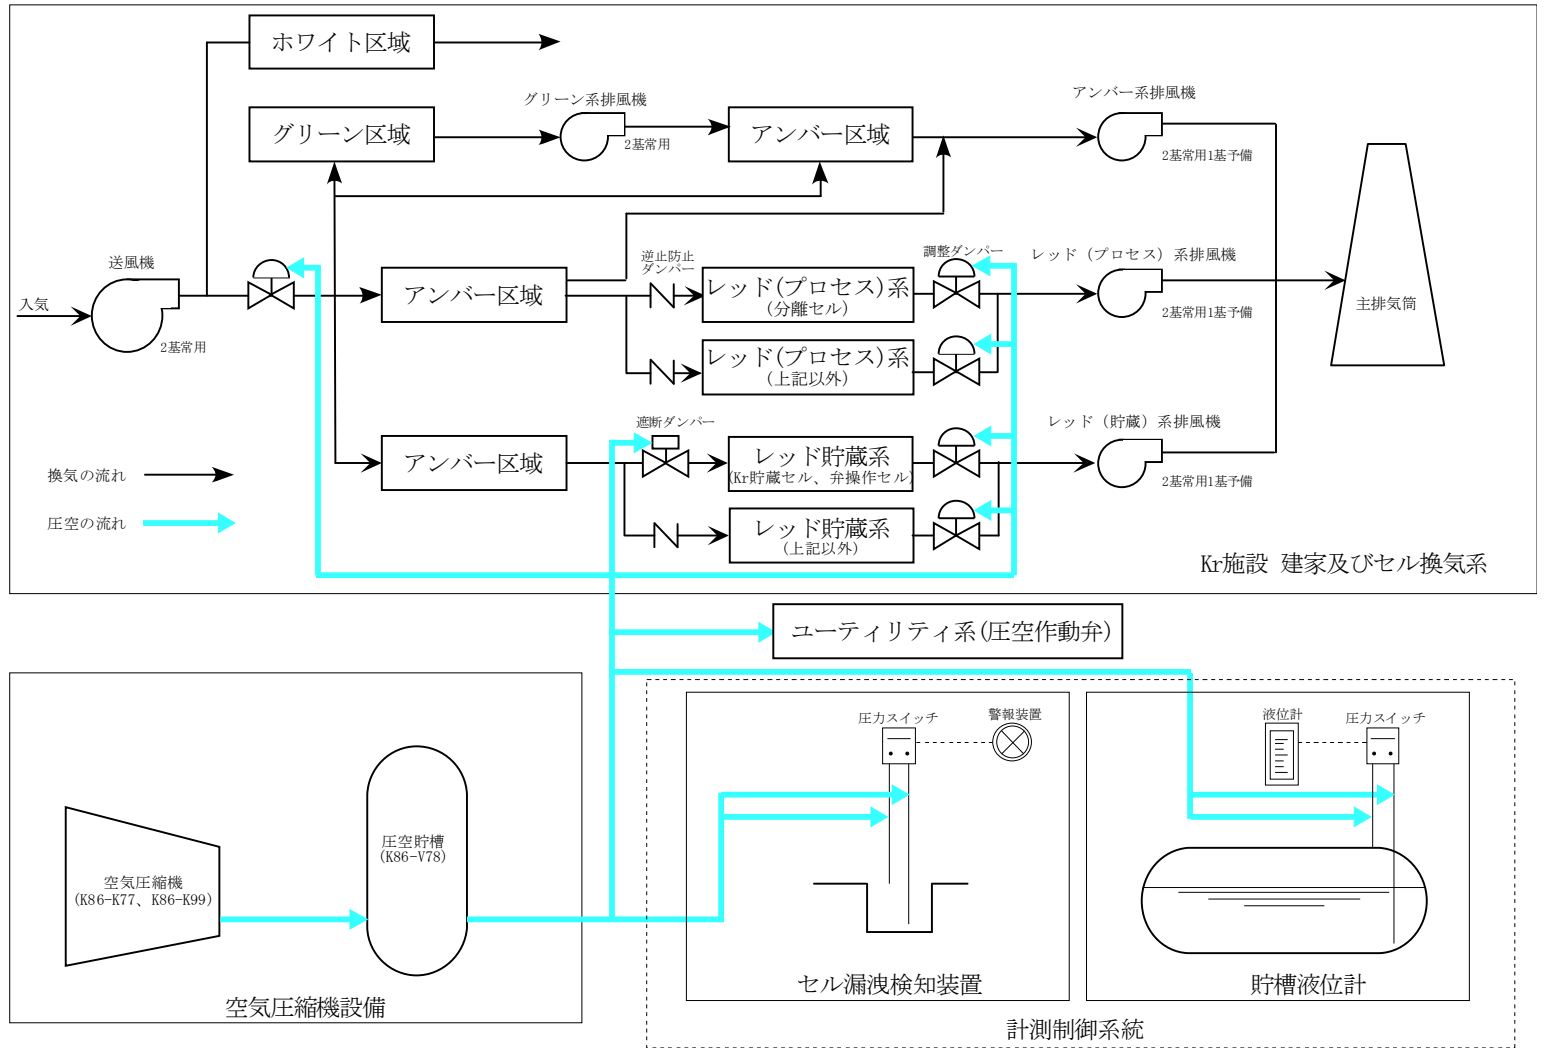 ホワイト区域
グリーン系排風機
アンバー系排風機
グリーン区域
2基常用
アンバー区域
2基常用1基予備
送風機
逆止防止
ダンパー
調整ダンパー
レッド（プロセス）系排風機
入気
アンバー区域
レッド(プロセス)系
(分離セル)
2基常用1基予備
主排気筒
2基常用
レッド(プロセス)系
(上記以外)
遮断ダンパー
レッド（貯蔵）系排風機
アンバー区域
レッド貯蔵系
(Kr貯蔵セル、弁操作セル)
2基常用1基予備
換気の流れ
圧空の流れ
レッド貯蔵系
(上記以外)
Kr施設 建家及びセル換気系
ユーティリティ系(圧空作動弁)
圧力スイッチ
警報装置
液位計
圧力スイッチ
圧空貯槽
(K86-V78)
空気圧縮機
(K86-K77、K86-K99)
空気圧縮機設備
セル漏洩検知装置
貯槽液位計
計測制御系統